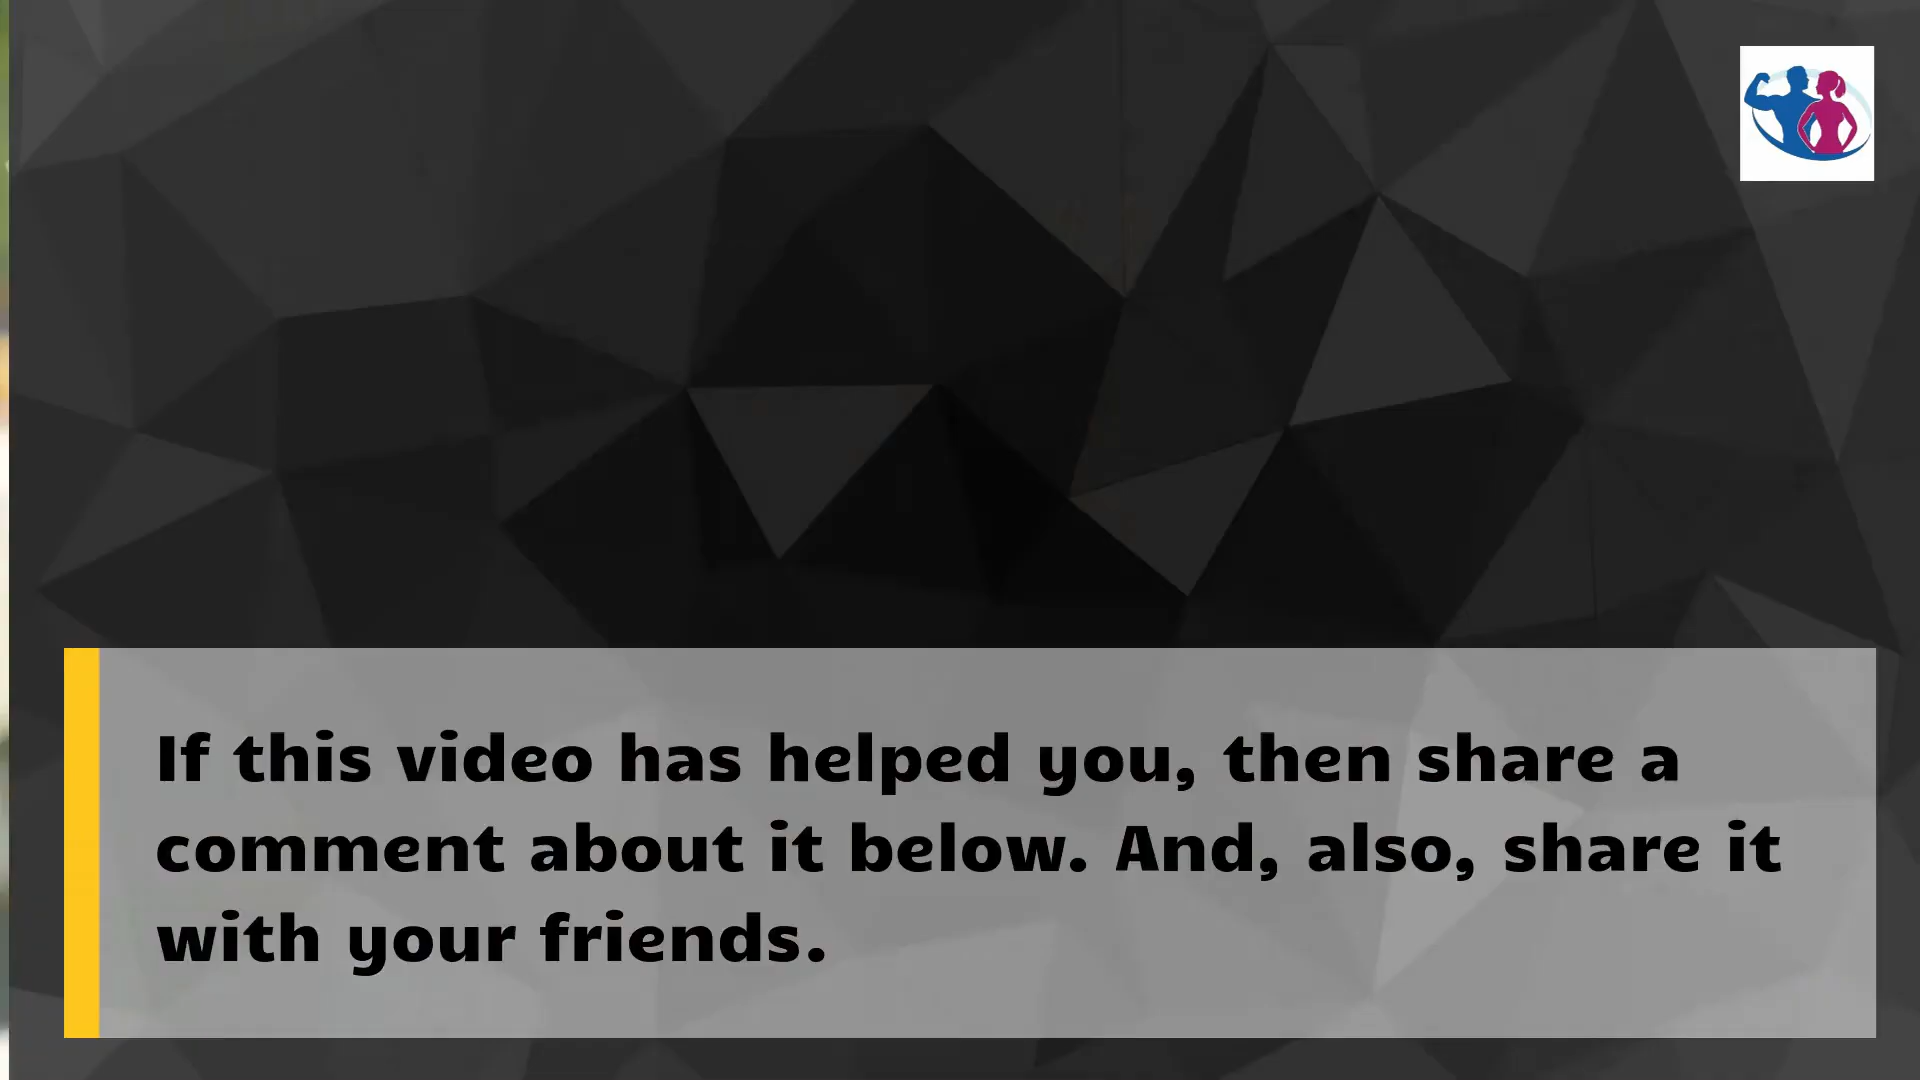 If this video has helped you, then share a
comment about it below. And, also, share it
with your friends.